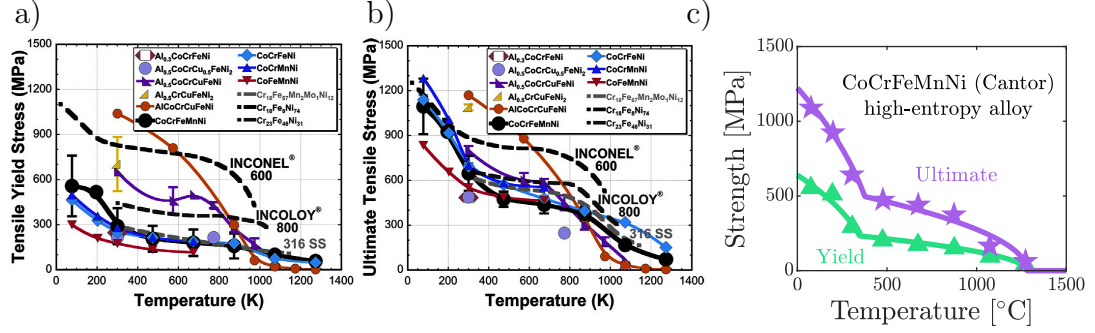 a)
1500
1200
900
600
300
0
Tensile Yield Stress (MPa)
Al0.3CoCrFeNi
Al0.5CoCrCu0.5FeNi2
Al0.5CoCrCuFeNi
Al0.5CrCuFeNi2
AlCoCrCuFeNi
CoCrFeMnNi
CoCrFeNi
CoCrMnNi
CoFeMnNi
Cr18Fe67Mn2Mo1Ni12
Cr18Fe8Ni74
Cr23Fe46Ni31
INCONEL®
600
INCOLOY®
800
316 SS
0 200 400 600 800 1000 1200 1400
Temperature (K)
b)
1500
1200
900
600
300
0
Ultimate Tensile Stress (MPa)
Al0.3CoCrFeNi
Al0.5CoCrCu0.5FeNi2
Al0.5CoCrCuFeNi
Al0.5CrCuFeNi2
AlCoCrCuFeNi
CoCrFeMnNi
CoCrFeNi
CoCrMnNi
CoFeMnNi
Cr18Fe67Mn2Mo1Ni12
Cr18Fe8Ni74
Cr23Fe46Ni31
INCONEL®
600
INCOLOY®
800
316 SS
0 200 400 600 800 1000 1200 1400
Temperature (K)
c)
1500
1000
500
0
Strength [MPa]
CoCrFeMnNi (Cantor)
high-entropy alloy
Ultimate
Yield
0 500 1000 1500
Temperature [°C]